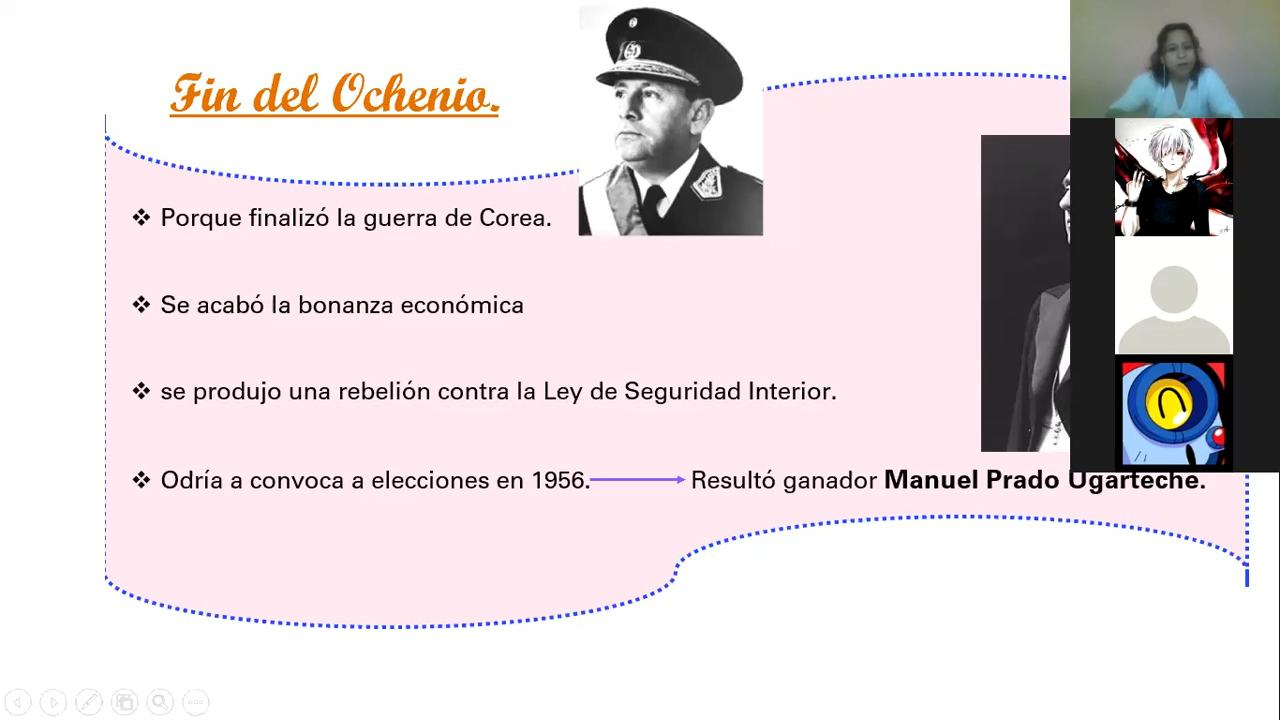 Fin del Ochenio.
❖ Porque finalizó la guerra de Corea.
❖ Se acabó la bonanza económica
❖ se produjo una rebelión contra la Ley de Seguridad Interior.
❖ Odría a convoca a elecciones en 1956. Resultó ganador Manuel Prado Ugarteche.